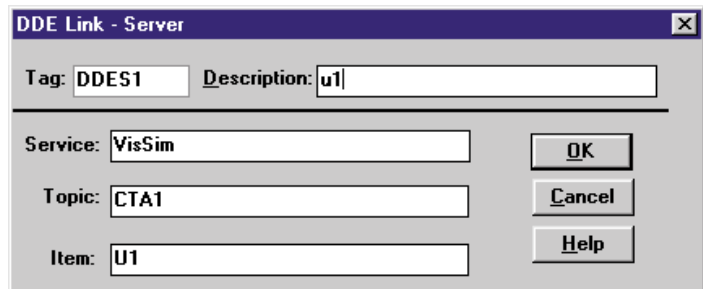 DDE Link - Server
Tag: DDES1 Description: u1
Service: VisSim
OK
Topic: CTA1
Cancel
Item: U1
Help